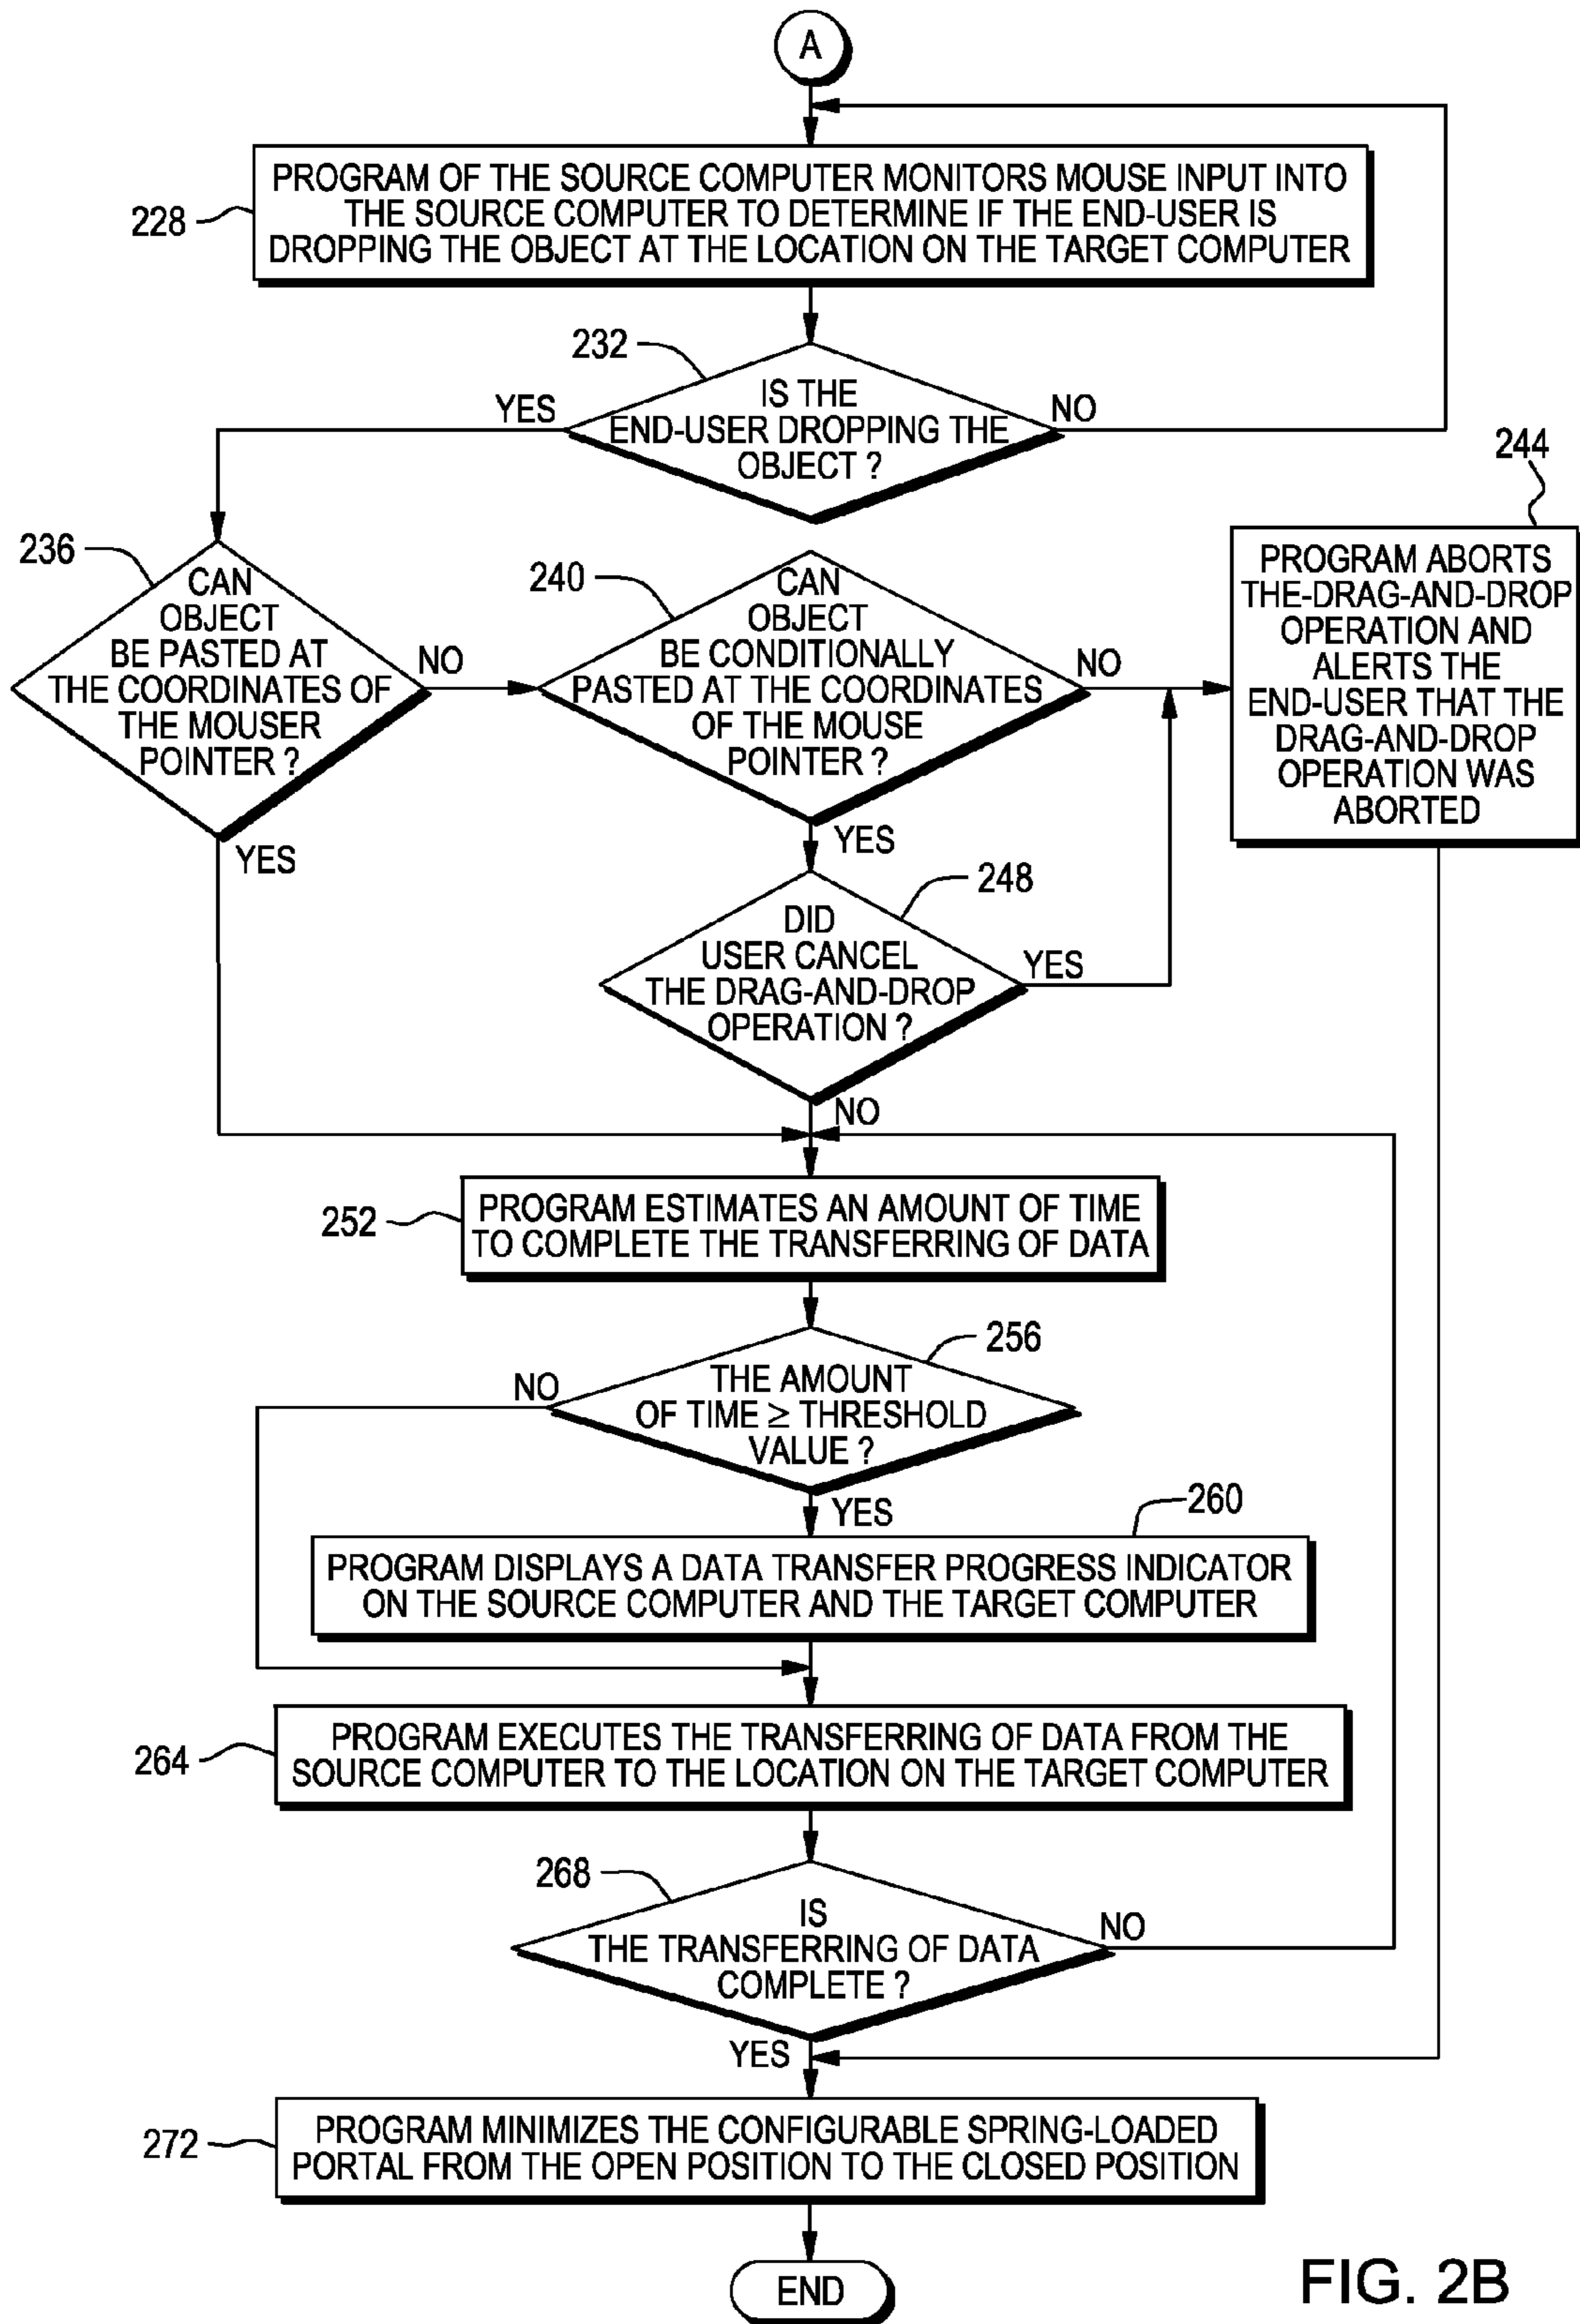 A
PROGRAM OF THE SOURCE COMPUTER MONITORS MOUSE INPUT INTO
THE SOURCE COMPUTER TO DETERMINE IF THE END-USER IS
DROPPING THE OBJECT AT THE LOCATION ON THE TARGET COMPUTER
228
232
IS THE
END-USER DROPPING THE
OBJECT ?
YES
NO
236
CAN
OBJECT
BE PASTED AT
THE COORDINATES OF
THE MOUSER
POINTER ?
NO
YES
240
CAN
OBJECT
BE CONDITIONALLY
PASTED AT THE COORDINATES
OF THE MOUSE
POINTER ?
NO
YES
244
PROGRAM ABORTS
THE-DRAG-AND-DROP
OPERATION AND
ALERTS THE
END-USER THAT THE
DRAG-AND-DROP
OPERATION WAS
ABORTED
248
DID
USER CANCEL
THE DRAG-AND-DROP
OPERATION ?
YES
NO
252
PROGRAM ESTIMATES AN AMOUNT OF TIME
TO COMPLETE THE TRANSFERRING OF DATA
256
THE AMOUNT
OF TIME ≥ THRESHOLD
VALUE ?
NO
YES
260
PROGRAM DISPLAYS A DATA TRANSFER PROGRESS INDICATOR
ON THE SOURCE COMPUTER AND THE TARGET COMPUTER
264
PROGRAM EXECUTES THE TRANSFERRING OF DATA FROM THE
SOURCE COMPUTER TO THE LOCATION ON THE TARGET COMPUTER
268
IS
THE TRANSFERRING OF DATA
COMPLETE ?
NO
YES
272
PROGRAM MINIMIZES THE CONFIGURABLE SPRING-LOADED
PORTAL FROM THE OPEN POSITION TO THE CLOSED POSITION
END
FIG. 2B